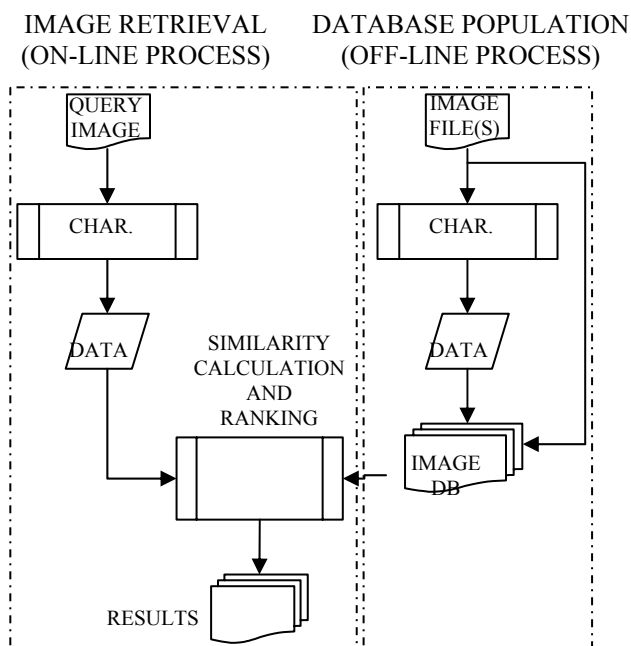 IMAGE RETRIEVAL
(ON-LINE PROCESS)
DATABASE POPULATION
(OFF-LINE PROCESS)
QUERY
IMAGE
IMAGE
FILE(S)
CHAR.
CHAR.
DATA
DATA
SIMILARITY
CALCULATION
AND
RANKING
IMAGE
DB
RESULTS